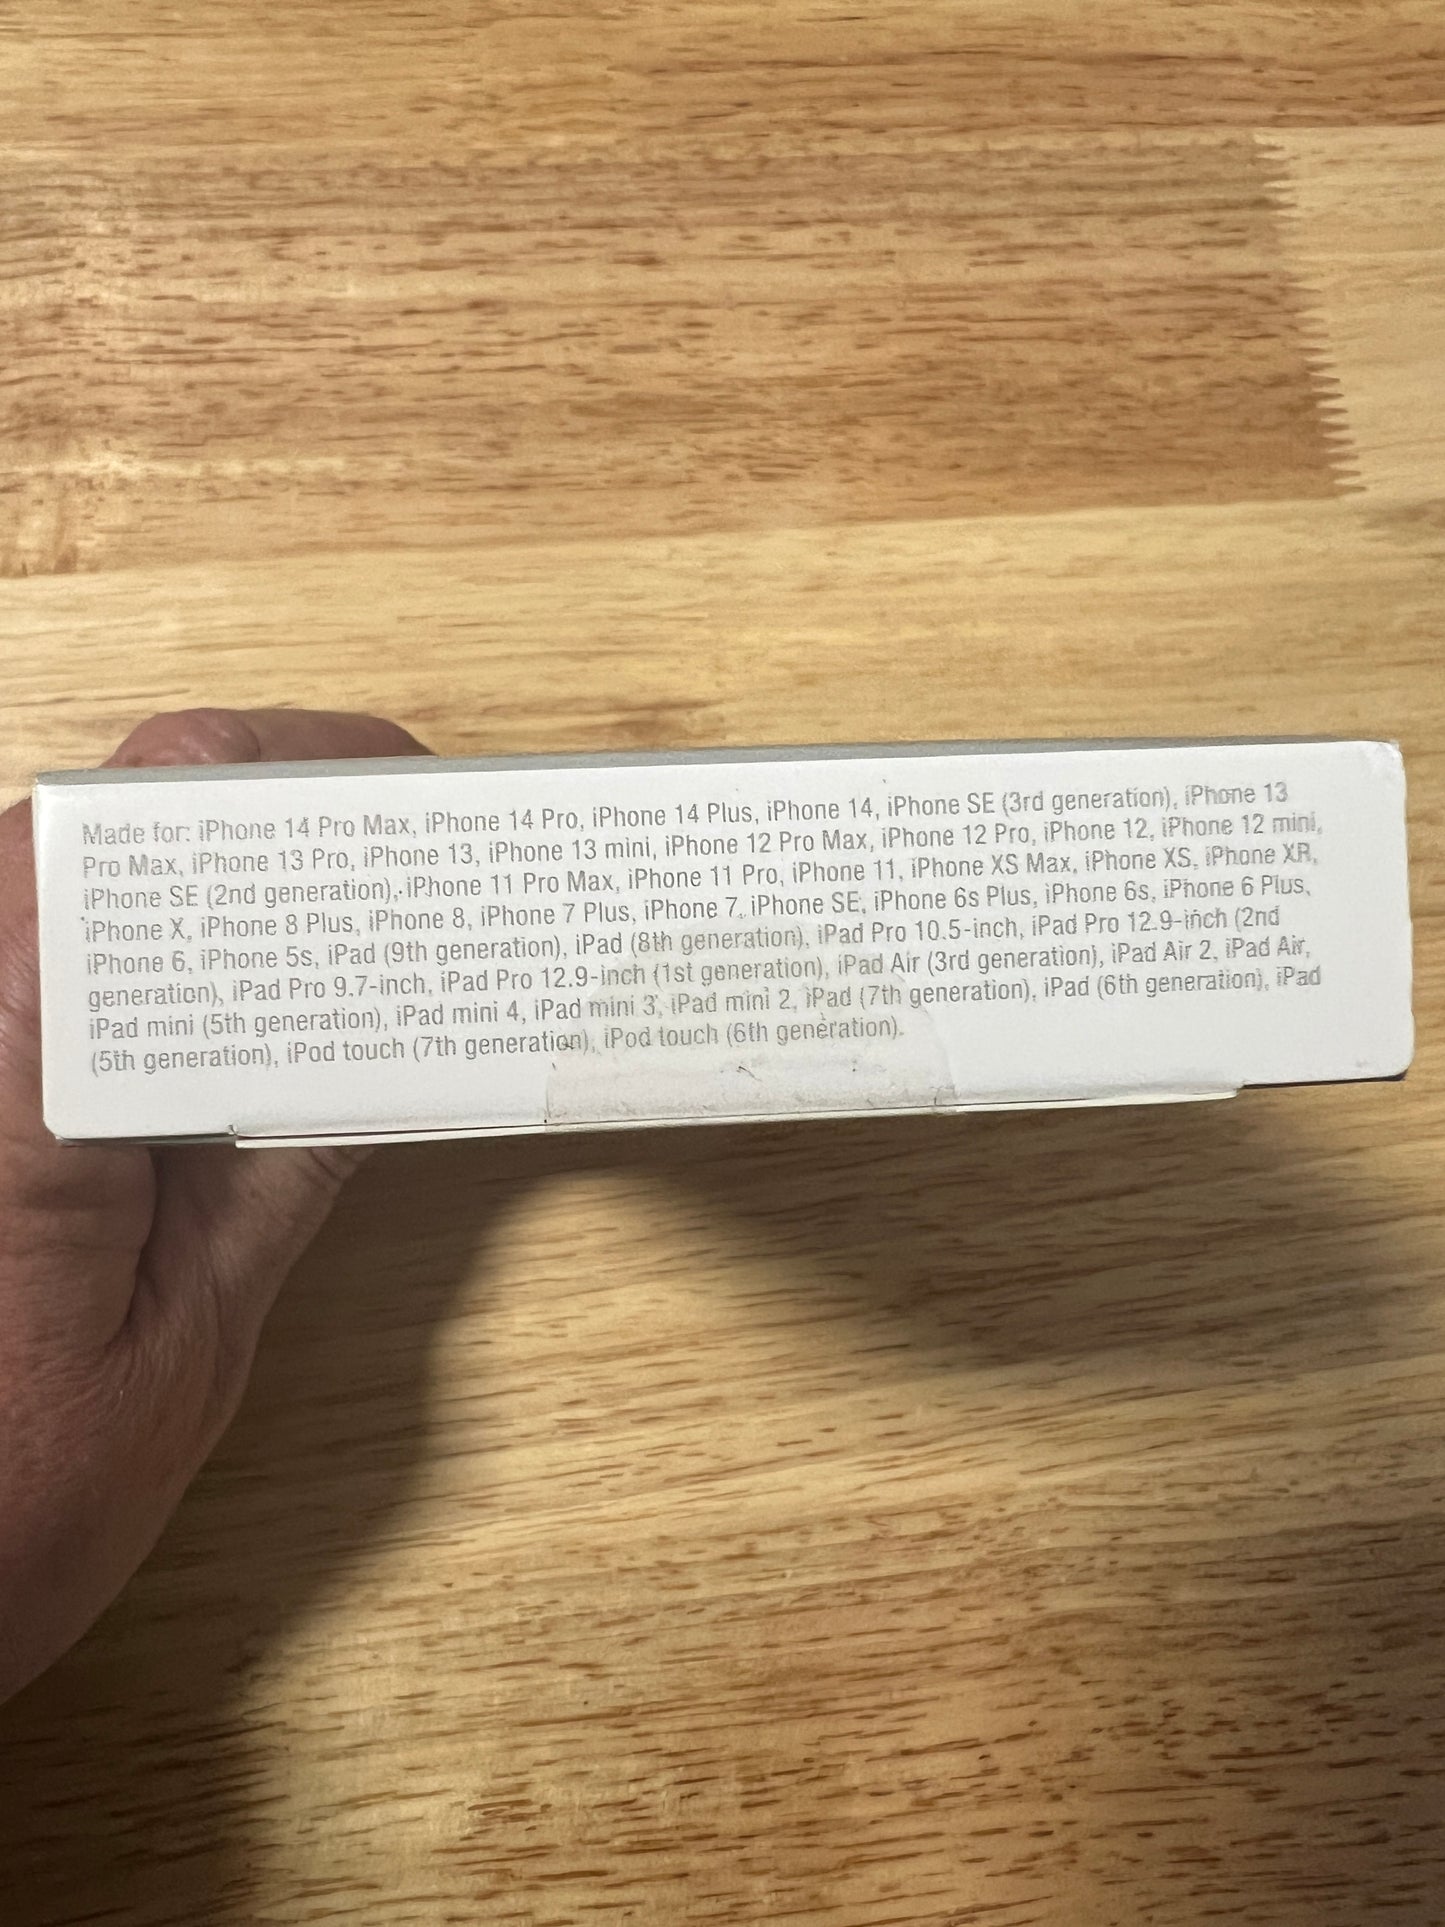 Made for: iPhone 14 Pro Max, iPhone 14 Pro, iPhone 14 Plus, iPhone 14, iPhone SE (3rd generation), iPhone 13
Pro Max, iPhone 13 Pro, iPhone 13, iPhone 13 mini, iPhone 12 Pro Max, iPhone 12 Pro, iPhone 12, iPhone 12 mini,
iPhone SE (2nd generation), iPhone 11 Pro Max, iPhone 11 Pro, iPhone 11, iPhone XS Max, iPhone XS, iPhone XR,
iPhone X, iPhone 8 Plus, iPhone 8, iPhone 7 Plus, iPhone 7, iPhone SE, iPhone 6s Plus, iPhone 6s, iPhone 6 Plus,
iPhone 6, iPhone 5s, iPad (9th generation), iPad (8th generation), iPad Pro 10.5-inch, iPad Pro 12.9-inch (2nd
generation), iPad Pro 9.7-inch, iPad Pro 12.9-inch (1st generation), iPad Air (3rd generation), iPad Air 2, iPad Air,
iPad mini (5th generation), iPad mini 4, iPad mini 3, iPad mini 2, iPad (7th generation), iPad (6th generation), iPad
(5th generation), iPod touch (7th generation), iPod touch (6th generation).